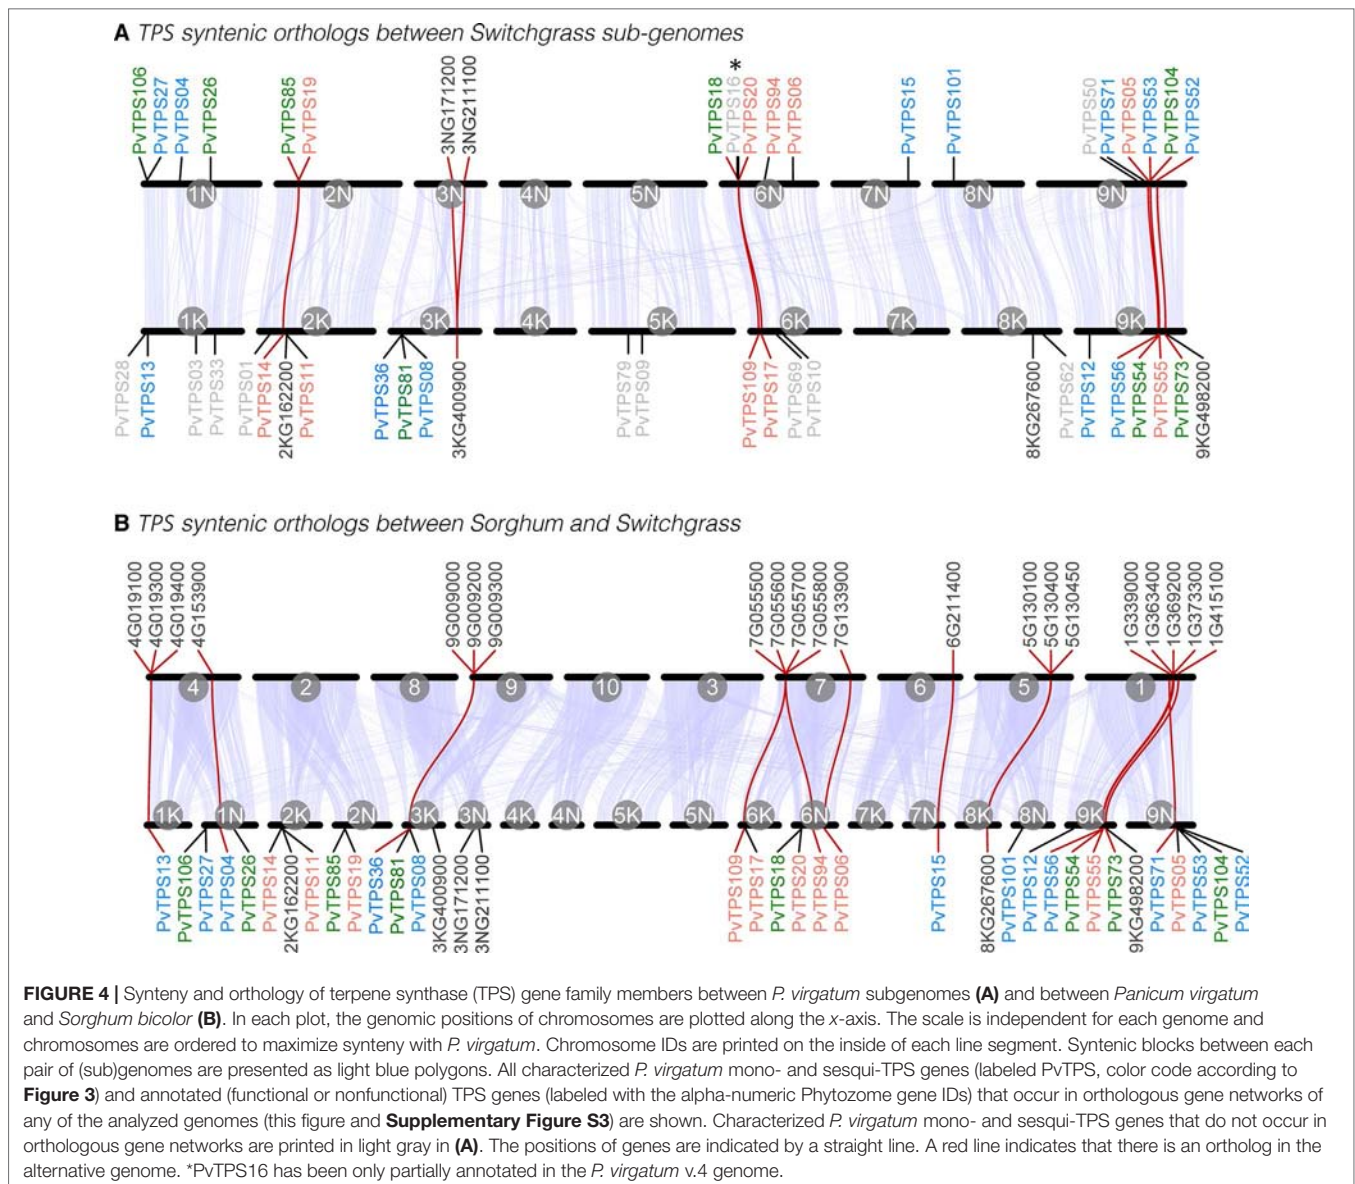 A TPS syntenic orthologs between Switchgrass sub-genomes
PvTPS106
PvTPS27
PvTPS04
PvTPS26
PvTPS85
PvTPS19
3NG171200
3NG211100
PvTPS18
PvTPS16
*
PvTPS20
PvTPS94
PvTPS06
PvTPS15
PvTPS101
PvTPS50
PvTPS71
PvTPS05
PvTPS53
PvTPS104
PvTPS52
1N 2N 3N 4N 5N 6N 7N 8N 9N
1K 2K 3K 4K 5K 6K 7K 8K 9K
PvTPS28
PvTPS13
PvTPS03
PvTPS33
PvTPS01
PvTPS14
2KG162200
PvTPS11
PvTPS36
PvTPS81
PvTPS08
3KG400900
PvTPS79
PvTPS09
PvTPS109
PvTPS17
PvTPS69
PvTPS10
8KG267600
PvTPS62
PvTPS12
PvTPS56
PvTPS54
PvTPS55
PvTPS73
9KG498200
B TPS syntenic orthologs between Sorghum and Switchgrass
4G019100
4G019300
4G019400
4G153900
9G009000
9G009200
9G009300
7G055500
7G055600
7G055700
7G055800
7G133900
6G211400
5G130100
5G130400
5G130450
1G339000
1G363400
1G369200
1G373300
1G415100
4 2 8 9 10 3 7 6 5 1
1K 1N 2K 2N 3K 3N 4K 4N 5K 5N 6K 6N 7K 7N 8K 8N 9K 9N
PvTPS13
PvTPS106
PvTPS27
PvTPS04
PvTPS26
PvTPS14
2KG162200
PvTPS11
PvTPS85
PvTPS19
PvTPS36
PvTPS81
PvTPS08
3KG400900
3NG171200
3NG211100
PvTPS109
PvTPS17
PvTPS18
PvTPS20
PvTPS94
PvTPS06
PvTPS15
8KG267600
PvTPS101
PvTPS12
PvTPS56
PvTPS54
PvTPS55
PvTPS73
9KG498200
PvTPS71
PvTPS05
PvTPS53
PvTPS104
PvTPS52
FIGURE 4 | Synteny and orthology of terpene synthase (TPS) gene family members between P. virgatum subgenomes (A) and between Panicum virgatum
and Sorghum bicolor (B). In each plot, the genomic positions of chromosomes are plotted along the x-axis. The scale is independent for each genome and
chromosomes are ordered to maximize synteny with P. virgatum. Chromosome IDs are printed on the inside of each line segment. Syntenic blocks between each
pair of (sub)genomes are presented as light blue polygons. All characterized P. virgatum mono- and sesqui-TPS genes (labeled PvTPS, color code according to
Figure 3) and annotated (functional or nonfunctional) TPS genes (labeled with the alpha-numeric Phytozome gene IDs) that occur in orthologous gene networks of
any of the analyzed genomes (this figure and Supplementary Figure S3) are shown. Characterized P. virgatum mono- and sesqui-TPS genes that do not occur in
orthologous gene networks are printed in light gray in (A). The positions of genes are indicated by a straight line. A red line indicates that there is an ortholog in the
alternative genome. *PvTPS16 has been only partially annotated in the P. virgatum v.4 genome.